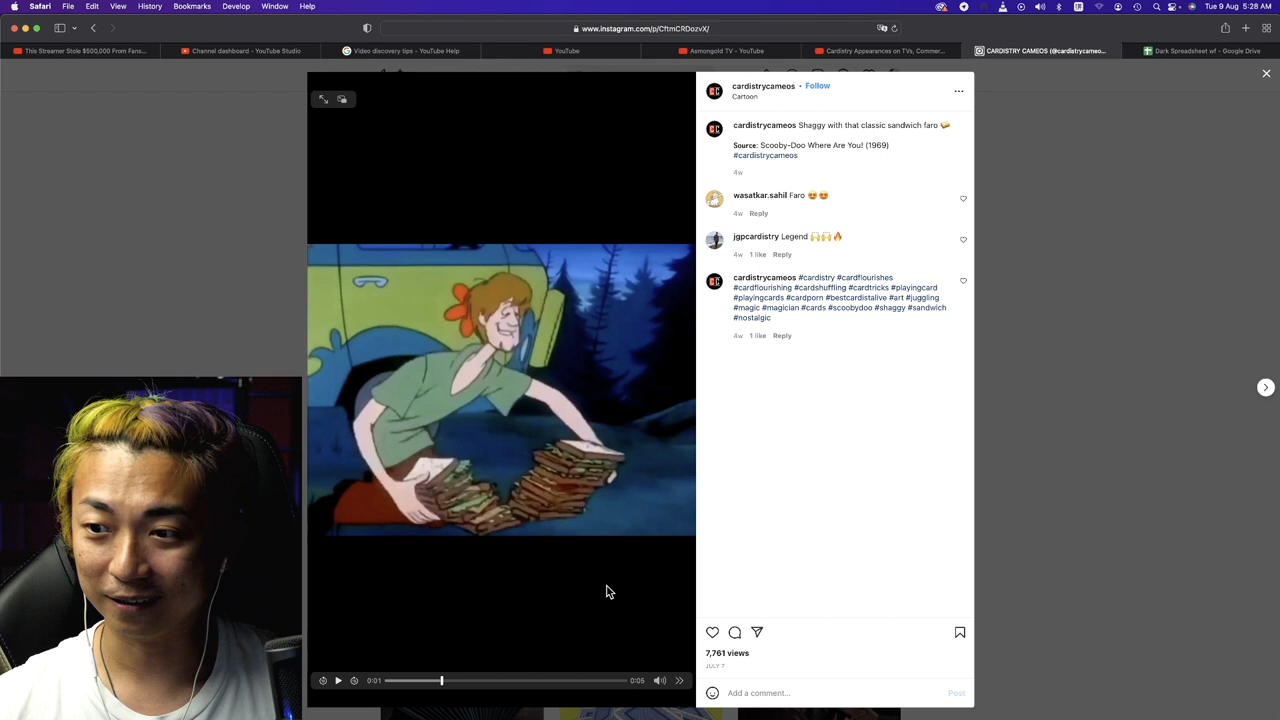 Safari File Edit View History Bookmarks Window Help
Tue 9 Aug 5:28 AM
www.instagram.com/p/CftmCRDozvX/
This Streamer Stole $500,000 From Fans...
Channel dashboard - YouTube Studio
Video discovery tips - YouTube Help
YouTube
Asmongold TV - YouTube
Cardistry Appearances on TVs, Commer...
CARDISTRY CAMEOS (@cardistrycameo...
Dark Spreadsheet wf - Google Drive
cardistrycameos • Follow
Cartoon
cardistrycameos Shaggy with that classic sandwich faro 🥪
Source: Scooby-Doo Where Are You! (1969)
#cardistrycameos
4w
wasatkar.sahil Faro 😍😍
4w Reply
jgpcardistry Legend 🙌🙌🔥
4w 1 like Reply
cardistrycameos #cardistry #cardflourishes
#cardflourishing #cardshuffling #cardtricks #playingcard
#playingcards #cardporn #bestcardistalive #art #juggling
#magic #magician #cards #scoobydoo #shaggy #sandwich
#nostalgic
4w 1 like Reply
7,761 views
JULY 7
0:01
0:05
Add a comment...
Post